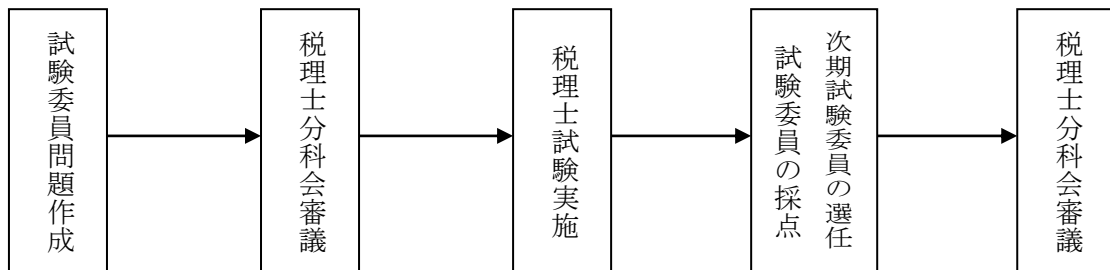 試験委員問題作成
税理士分科会審議
税理士試験実施
次期試験委員の選任
試験委員の採点
税理士分科会審議